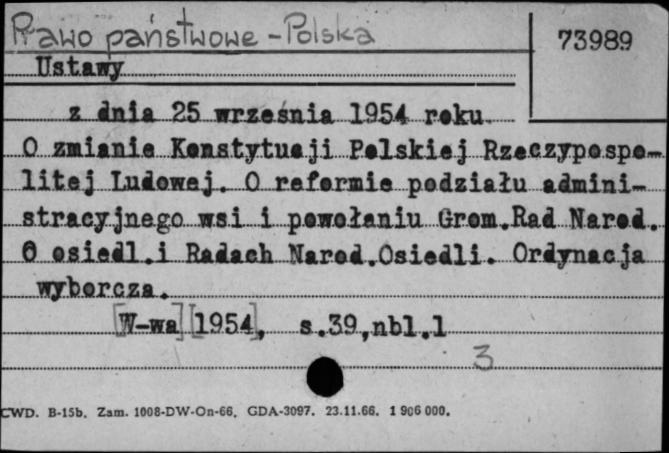 Prawo państwowe - Polska
73989
Ustawy
z dnia 25 września 1954 roku.
O zmianie Konstytucji Polskiej Rzeczypospo-
litej Ludowej. O reformie podziału admini-
stracyjnego wsi i powołaniu Grom.Rad Narod.
O osiedl.i Radach Narod.Osiedli. Ordynacja
wyborcza.
[W-wa] [1954], s.39,nbl.1
3
CWD. B-15b. Zam. 1008-DW-On-66. GDA-3097. 23.11.66. 1 906 000.